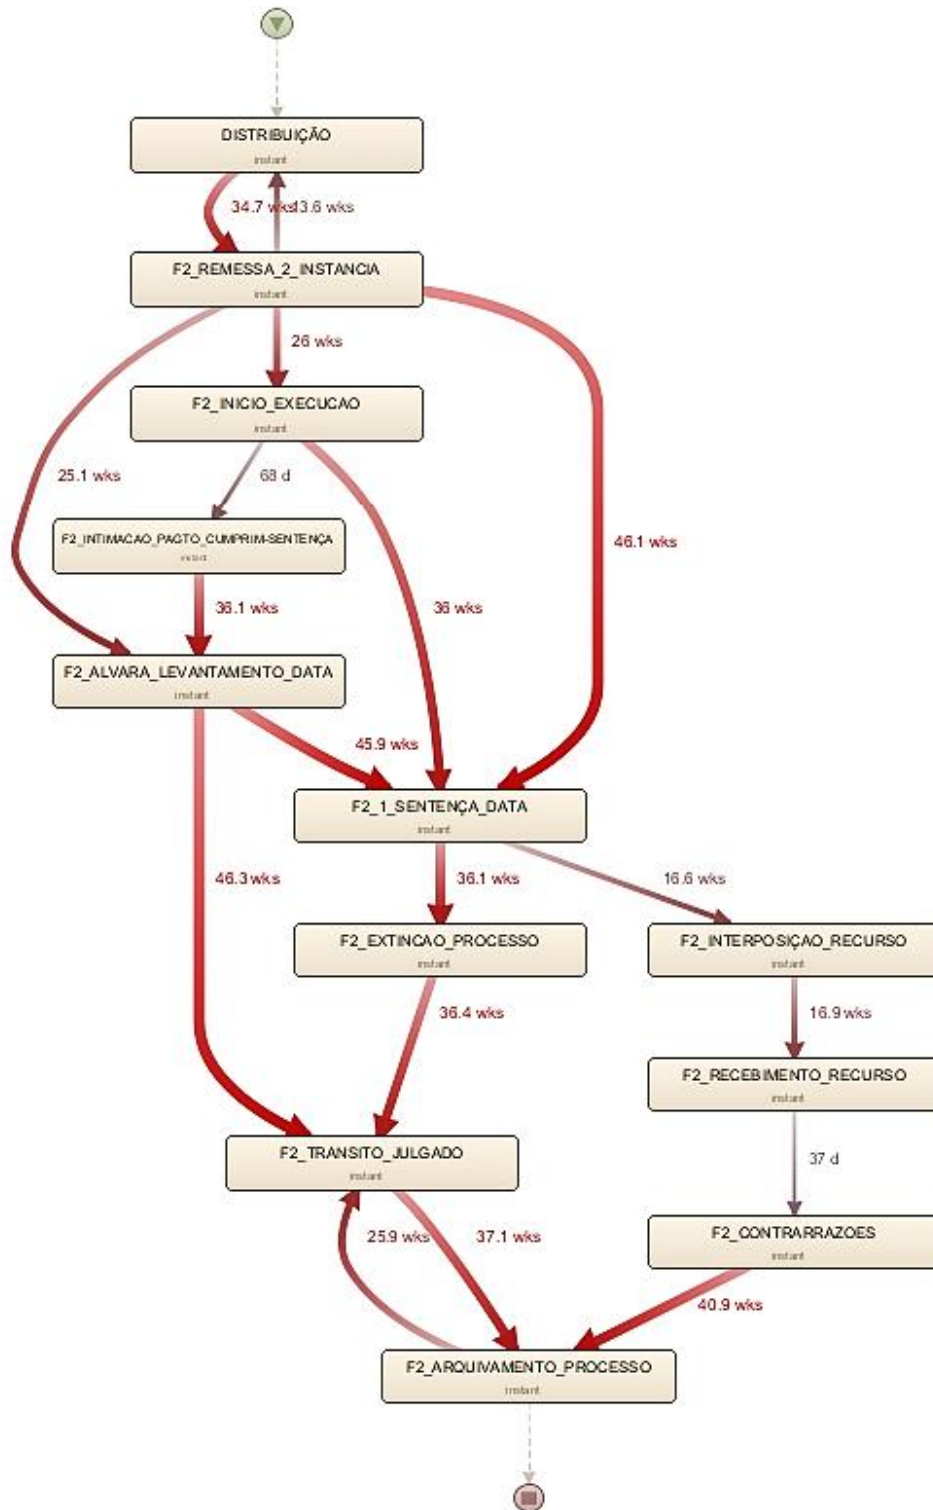 DISTRIBUIÇÃO
instant
34.7 wks
13.6 wks
F2_REMESSA_2_INSTANCIA
instant
26 wks
F2_INICIO_EXECUCAO
instant
25.1 wks
68 d
F2_INTIMACAO_PAGTO_CUMPRIM-SENTENÇA
instant
46.1 wks
36.1 wks
36 wks
F2_ALVARA_LEVANTAMENTO_DATA
instant
45.9 wks
F2_1_SENTENÇA_DATA
instant
46.3 wks
36.1 wks
16.6 wks
F2_EXTINCAO_PROCESSO
instant
F2_INTERPOSIÇAO_RECURSO
instant
36.4 wks
16.9 wks
F2_RECEBIMENTO_RECURSO
instant
F2_TRANSITO_JULGADO
instant
37 d
25.9 wks
37.1 wks
F2_CONTRARRAZOES
instant
40.9 wks
F2_ARQUIVAMENTO_PROCESSO
instant